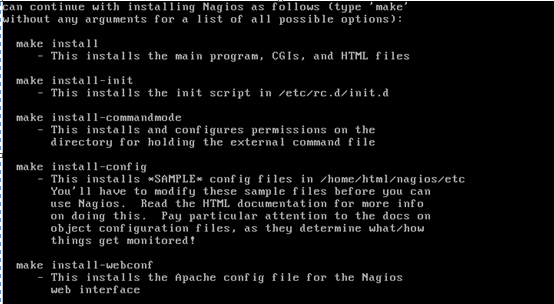 can continue with installing Nagios as follows (type 'make'
without any arguments for a list of all possible options):
make install
- This installs the main program, CGIs, and HTML files
make install-init
- This installs the init script in /etc/rc.d/init.d
make install-commandmode
- This installs and configures permissions on the
directory for holding the external command file
make install-config
- This installs *SAMPLE* config files in /home/html/nagios/etc
You'll have to modify these sample files before you can
use Nagios. Read the HTML documentation for more info
on doing this. Pay particular attention to the docs on
object configuration files, as they determine what/how
things get monitored!
make install-webconf
- This installs the Apache config file for the Nagios
web interface